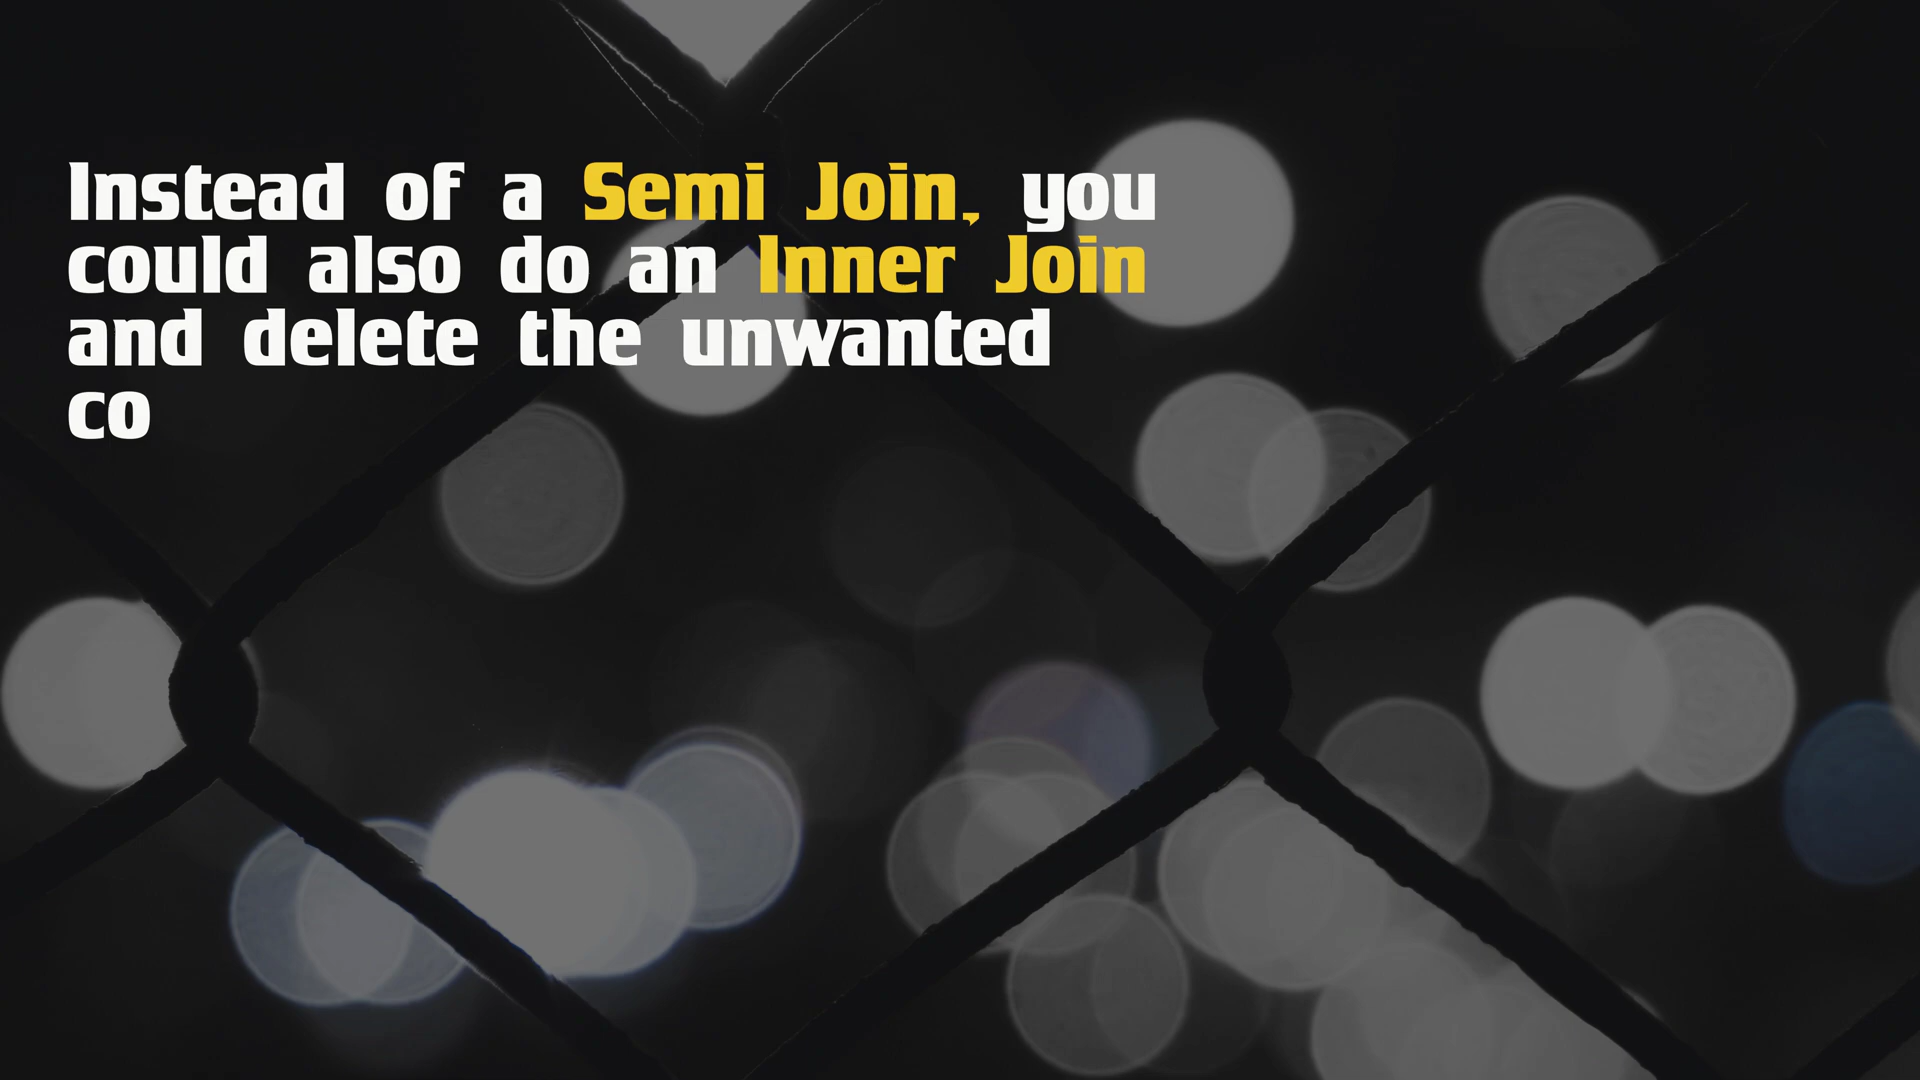 Instead of a Semi Join, you
could also do an Inner Join
and delete the unwanted
co